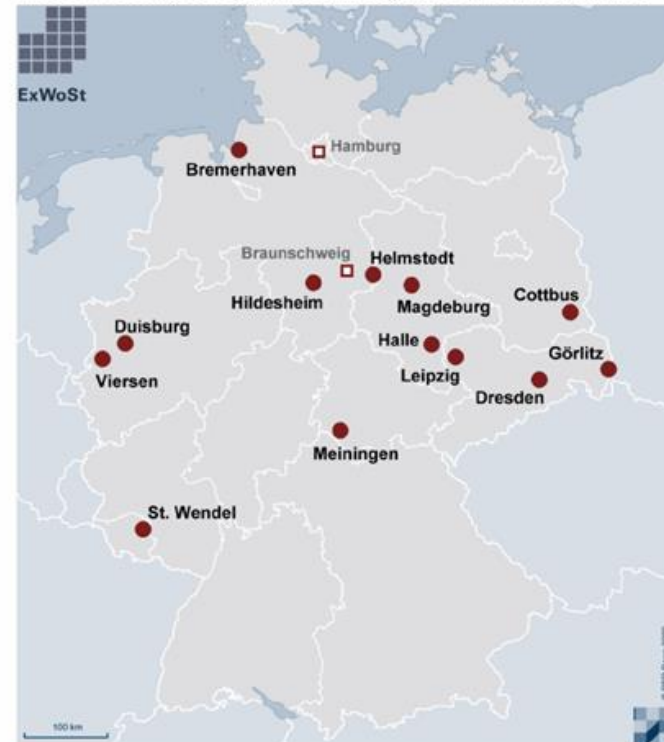 ExWoSt
Hamburg
Bremerhaven
Braunschweig
Helmstedt
Hildesheim
Magdeburg
Cottbus
Duisburg
Halle
Görlitz
Viersen
Leipzig
Dresden
Meiningen
St. Wendel
100 km